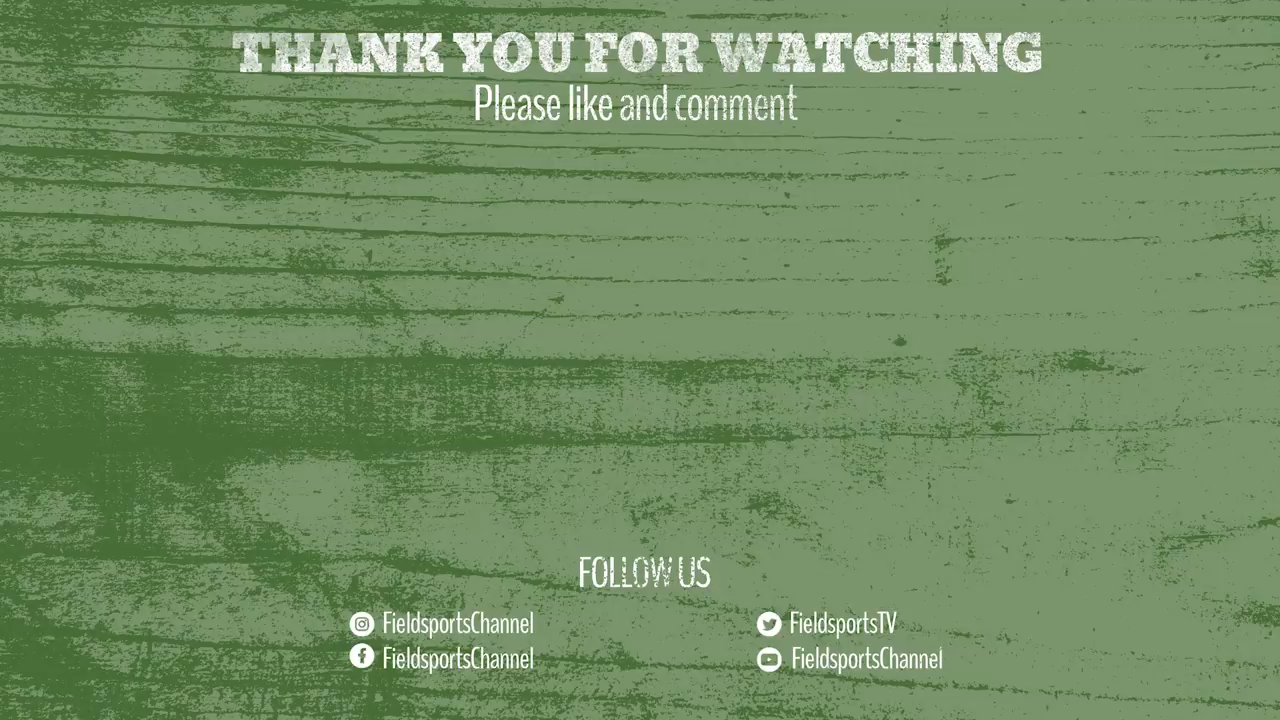 THANK YOU FOR WATCHING
Please like and comment
FOLLOW US
FieldsportsChannel
FieldsportsTV
FieldsportsChannel
FieldsportsChannel